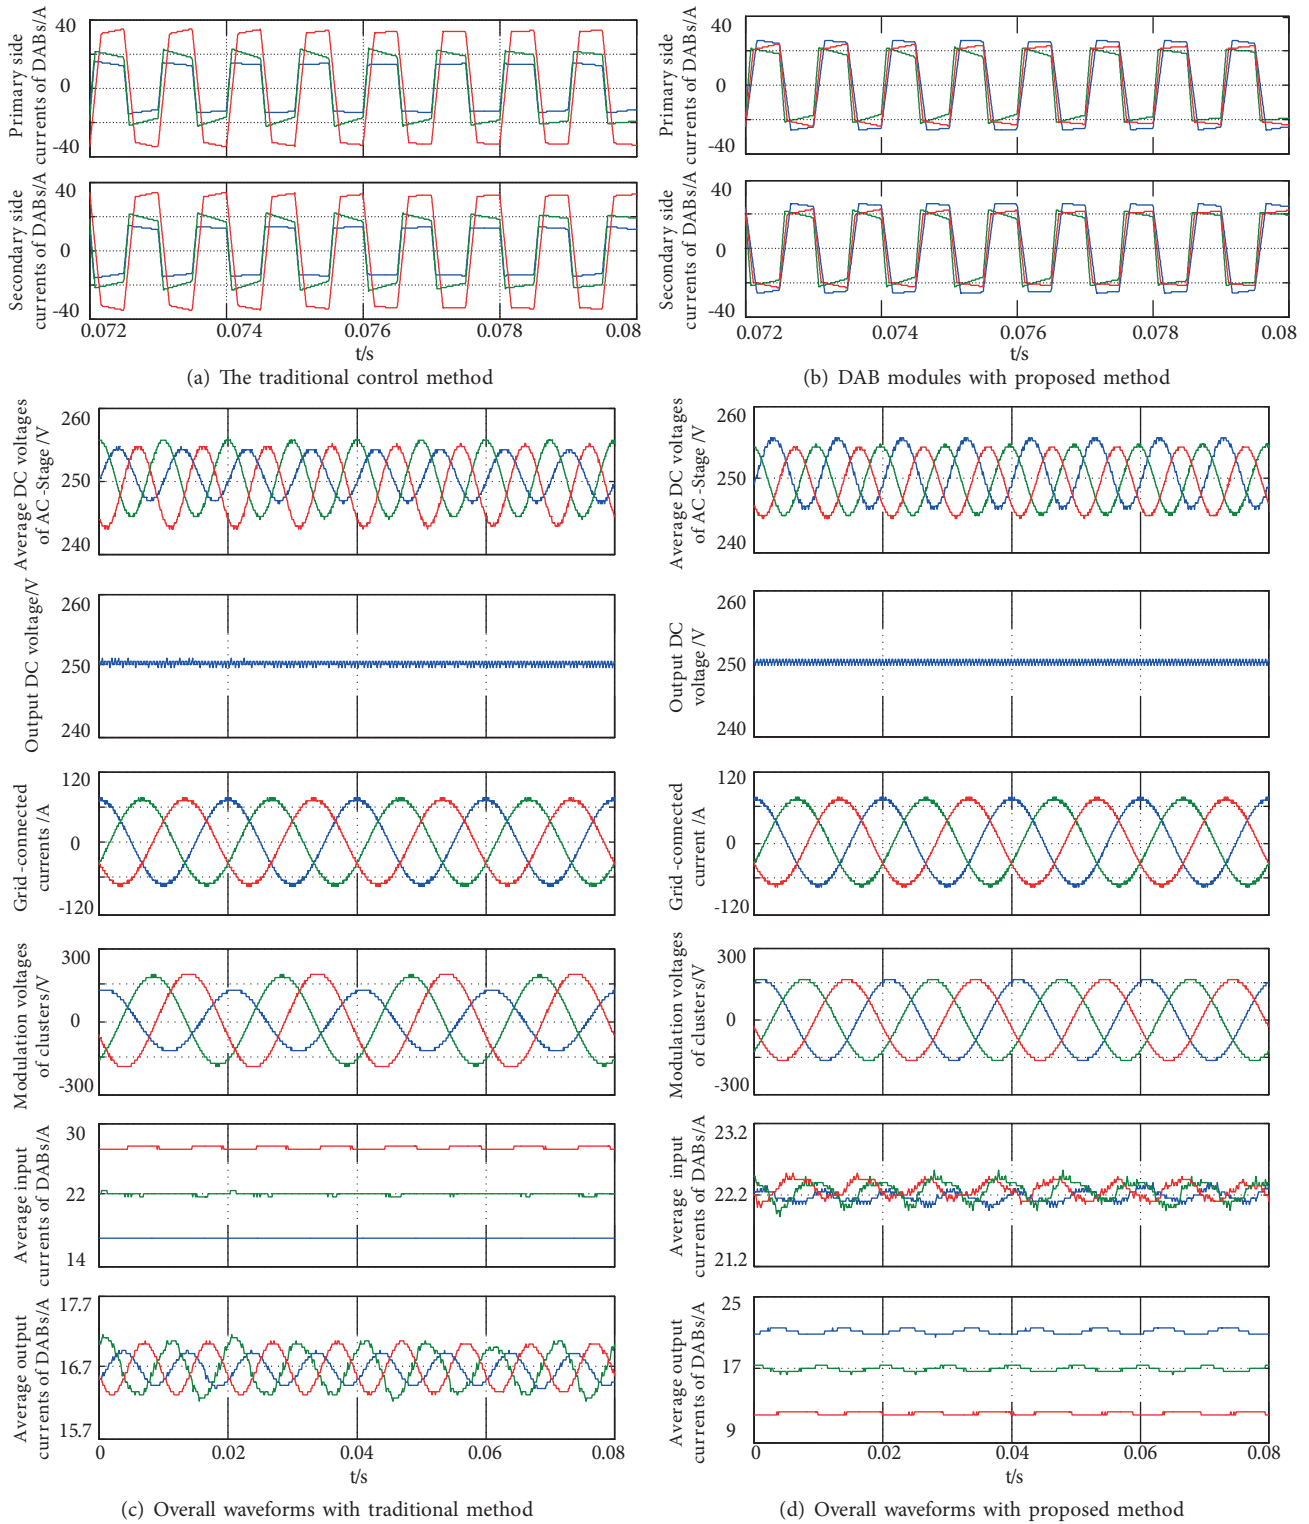 Primary side
currents of DABs/A
40
0
-40
Secondary side
currents of DABs/A
40
0
-40
0.072
0.074
0.076
0.078
0.08
t/s
(a) The traditional control method
Primary side
currents of DABs/A
40
0
-40
Secondary side
currents of DABs/A
40
0
-40
0.072
0.074
0.076
0.078
0.08
t/s
(b) DAB modules with proposed method
Average DC voltages
of AC-Stage/V
260
250
240
Output DC voltage/V
260
250
240
Grid-connected
currents /A
120
0
-120
Modulation voltages
of clusters/V
300
0
-300
Average input
currents of DABs/A
30
22
14
Average output
currents of DABs/A
17.7
16.7
15.7
0
0.02
0.04
0.06
0.08
t/s
(c) Overall waveforms with traditional method
Average DC voltages
of AC-Stage /V
260
250
240
Output DC
voltage /V
260
250
240
Grid-connected
current /A
120
0
-120
Modulation voltages
of clusters/V
300
0
-300
Average input
currents of DABs/A
23.2
22.2
21.2
Average output
currents of DABs/A
25
17
9
0
0.02
0.04
0.06
0.08
t/s
(d) Overall waveforms with proposed method